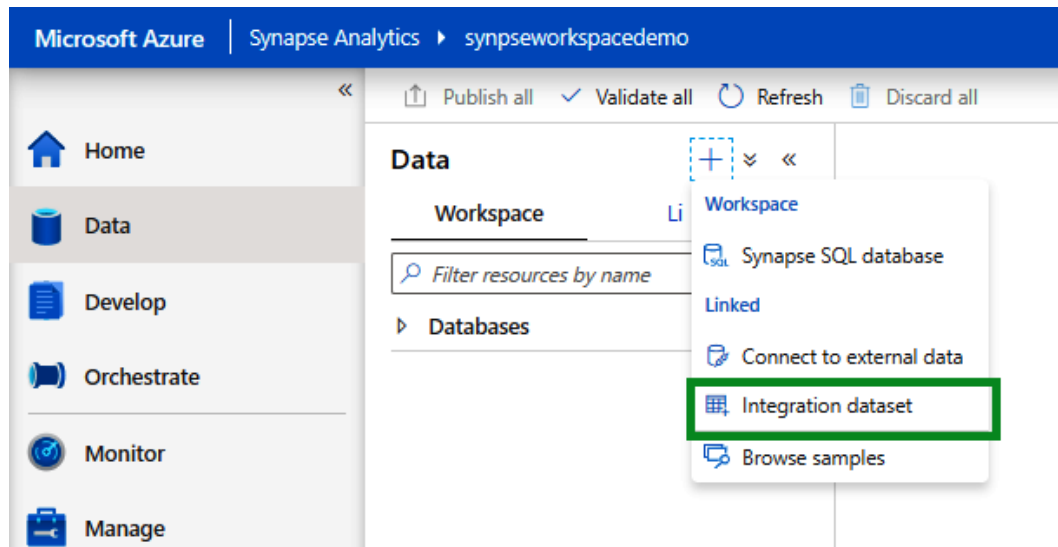 Microsoft Azure Synapse Analytics synpseworkspacedemo
Publish all Validate all Refresh Discard all
Home
Data
Develop
Orchestrate
Monitor
Manage
Data
Workspace Li
Filter resources by name
Databases
Workspace
SQL Synapse SQL database
Linked
Connect to external data
Integration dataset
Browse samples